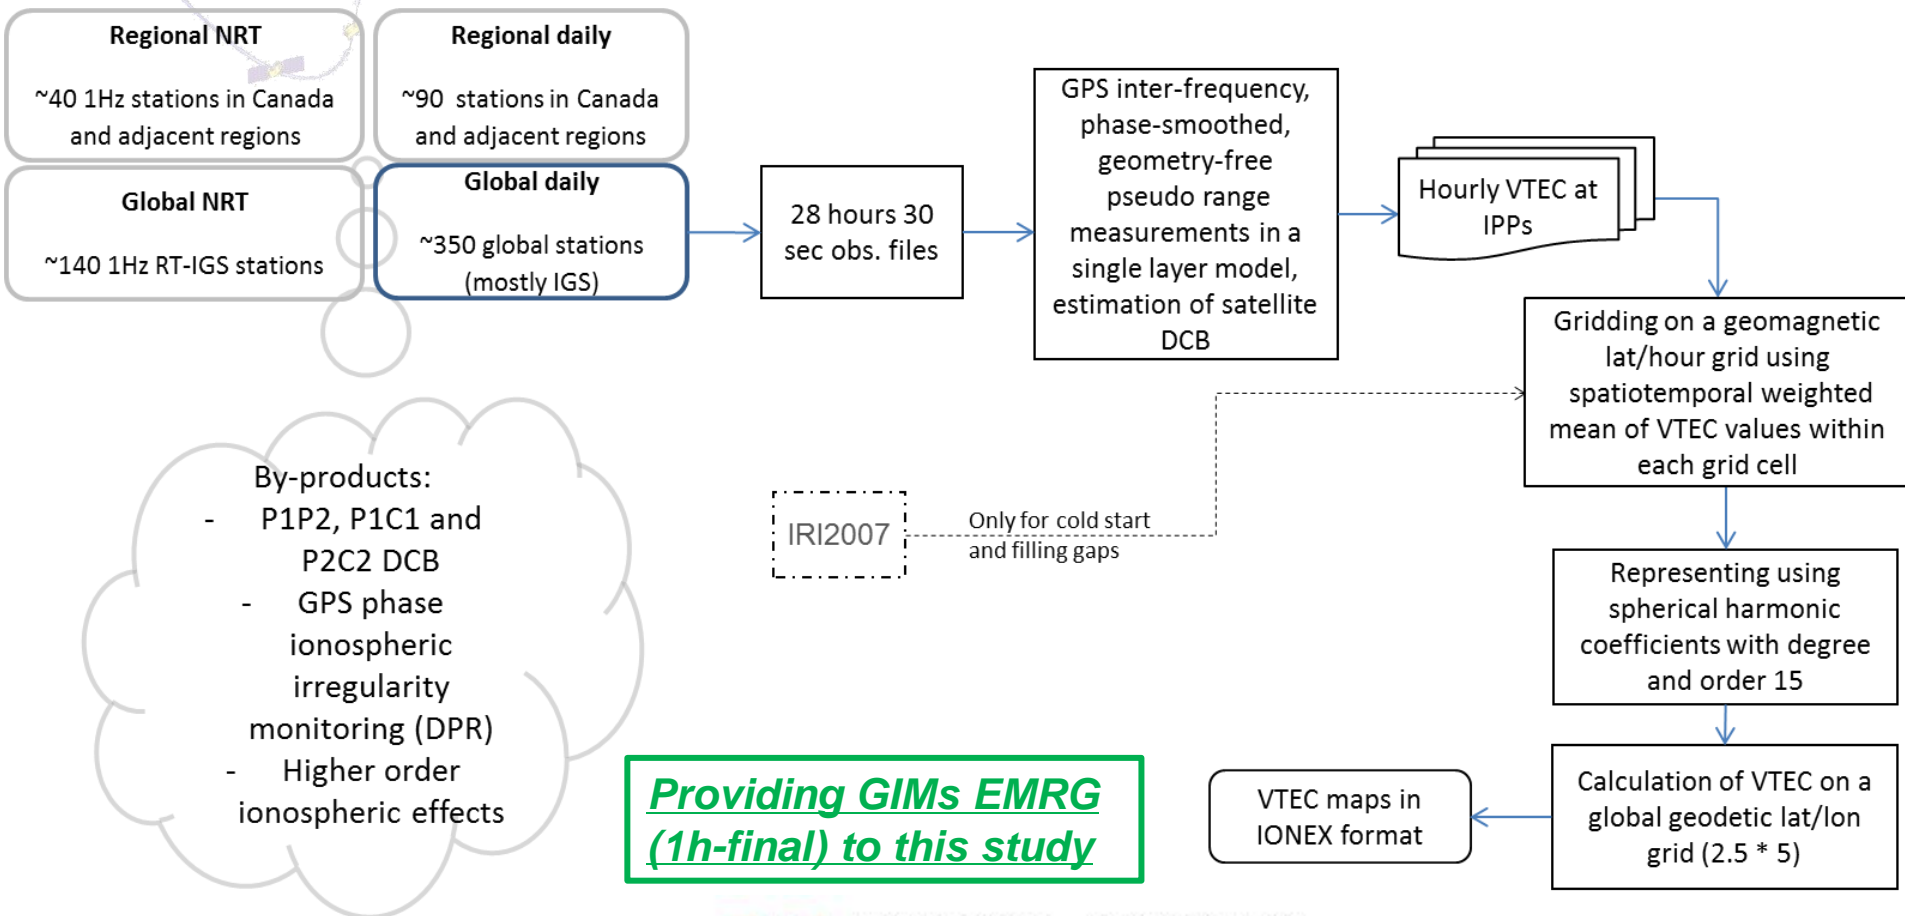 Regional NRT
~40 1Hz stations in Canada
and adjacent regions
Regional daily
~90 stations in Canada
and adjacent regions
Global NRT
~140 1Hz RT-IGS stations
Global daily
~350 global stations
(mostly IGS)
28 hours 30
sec obs. files
GPS inter-frequency,
phase-smoothed,
geometry-free
pseudo range
measurements in a
single layer model,
estimation of satellite
DCB
Hourly VTEC at
IPPs
Gridding on a geomagnetic
lat/hour grid using
spatiotemporal weighted
mean of VTEC values within
each grid cell
IRI2007
Only for cold start
and filling gaps
Representing using
spherical harmonic
coefficients with degree
and order 15
Calculation of VTEC on a
global geodetic lat/lon
grid (2.5 * 5)
VTEC maps in
IONEX format
By-products:
- P1P2, P1C1 and
P2C2 DCB
- GPS phase
ionospheric
irregularity
monitoring (DPR)
- Higher order
ionospheric effects
Providing GIMs EMRG
(1h-final) to this study